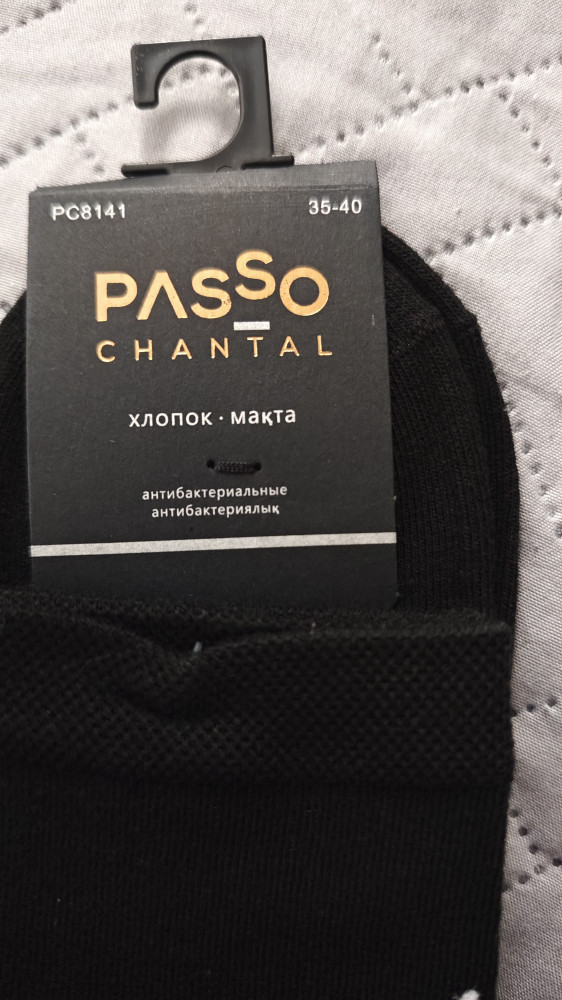 PC8141 35-40
PASSO
CHANTAL
хлопок · мақта
антибактериальные
антибактериялық